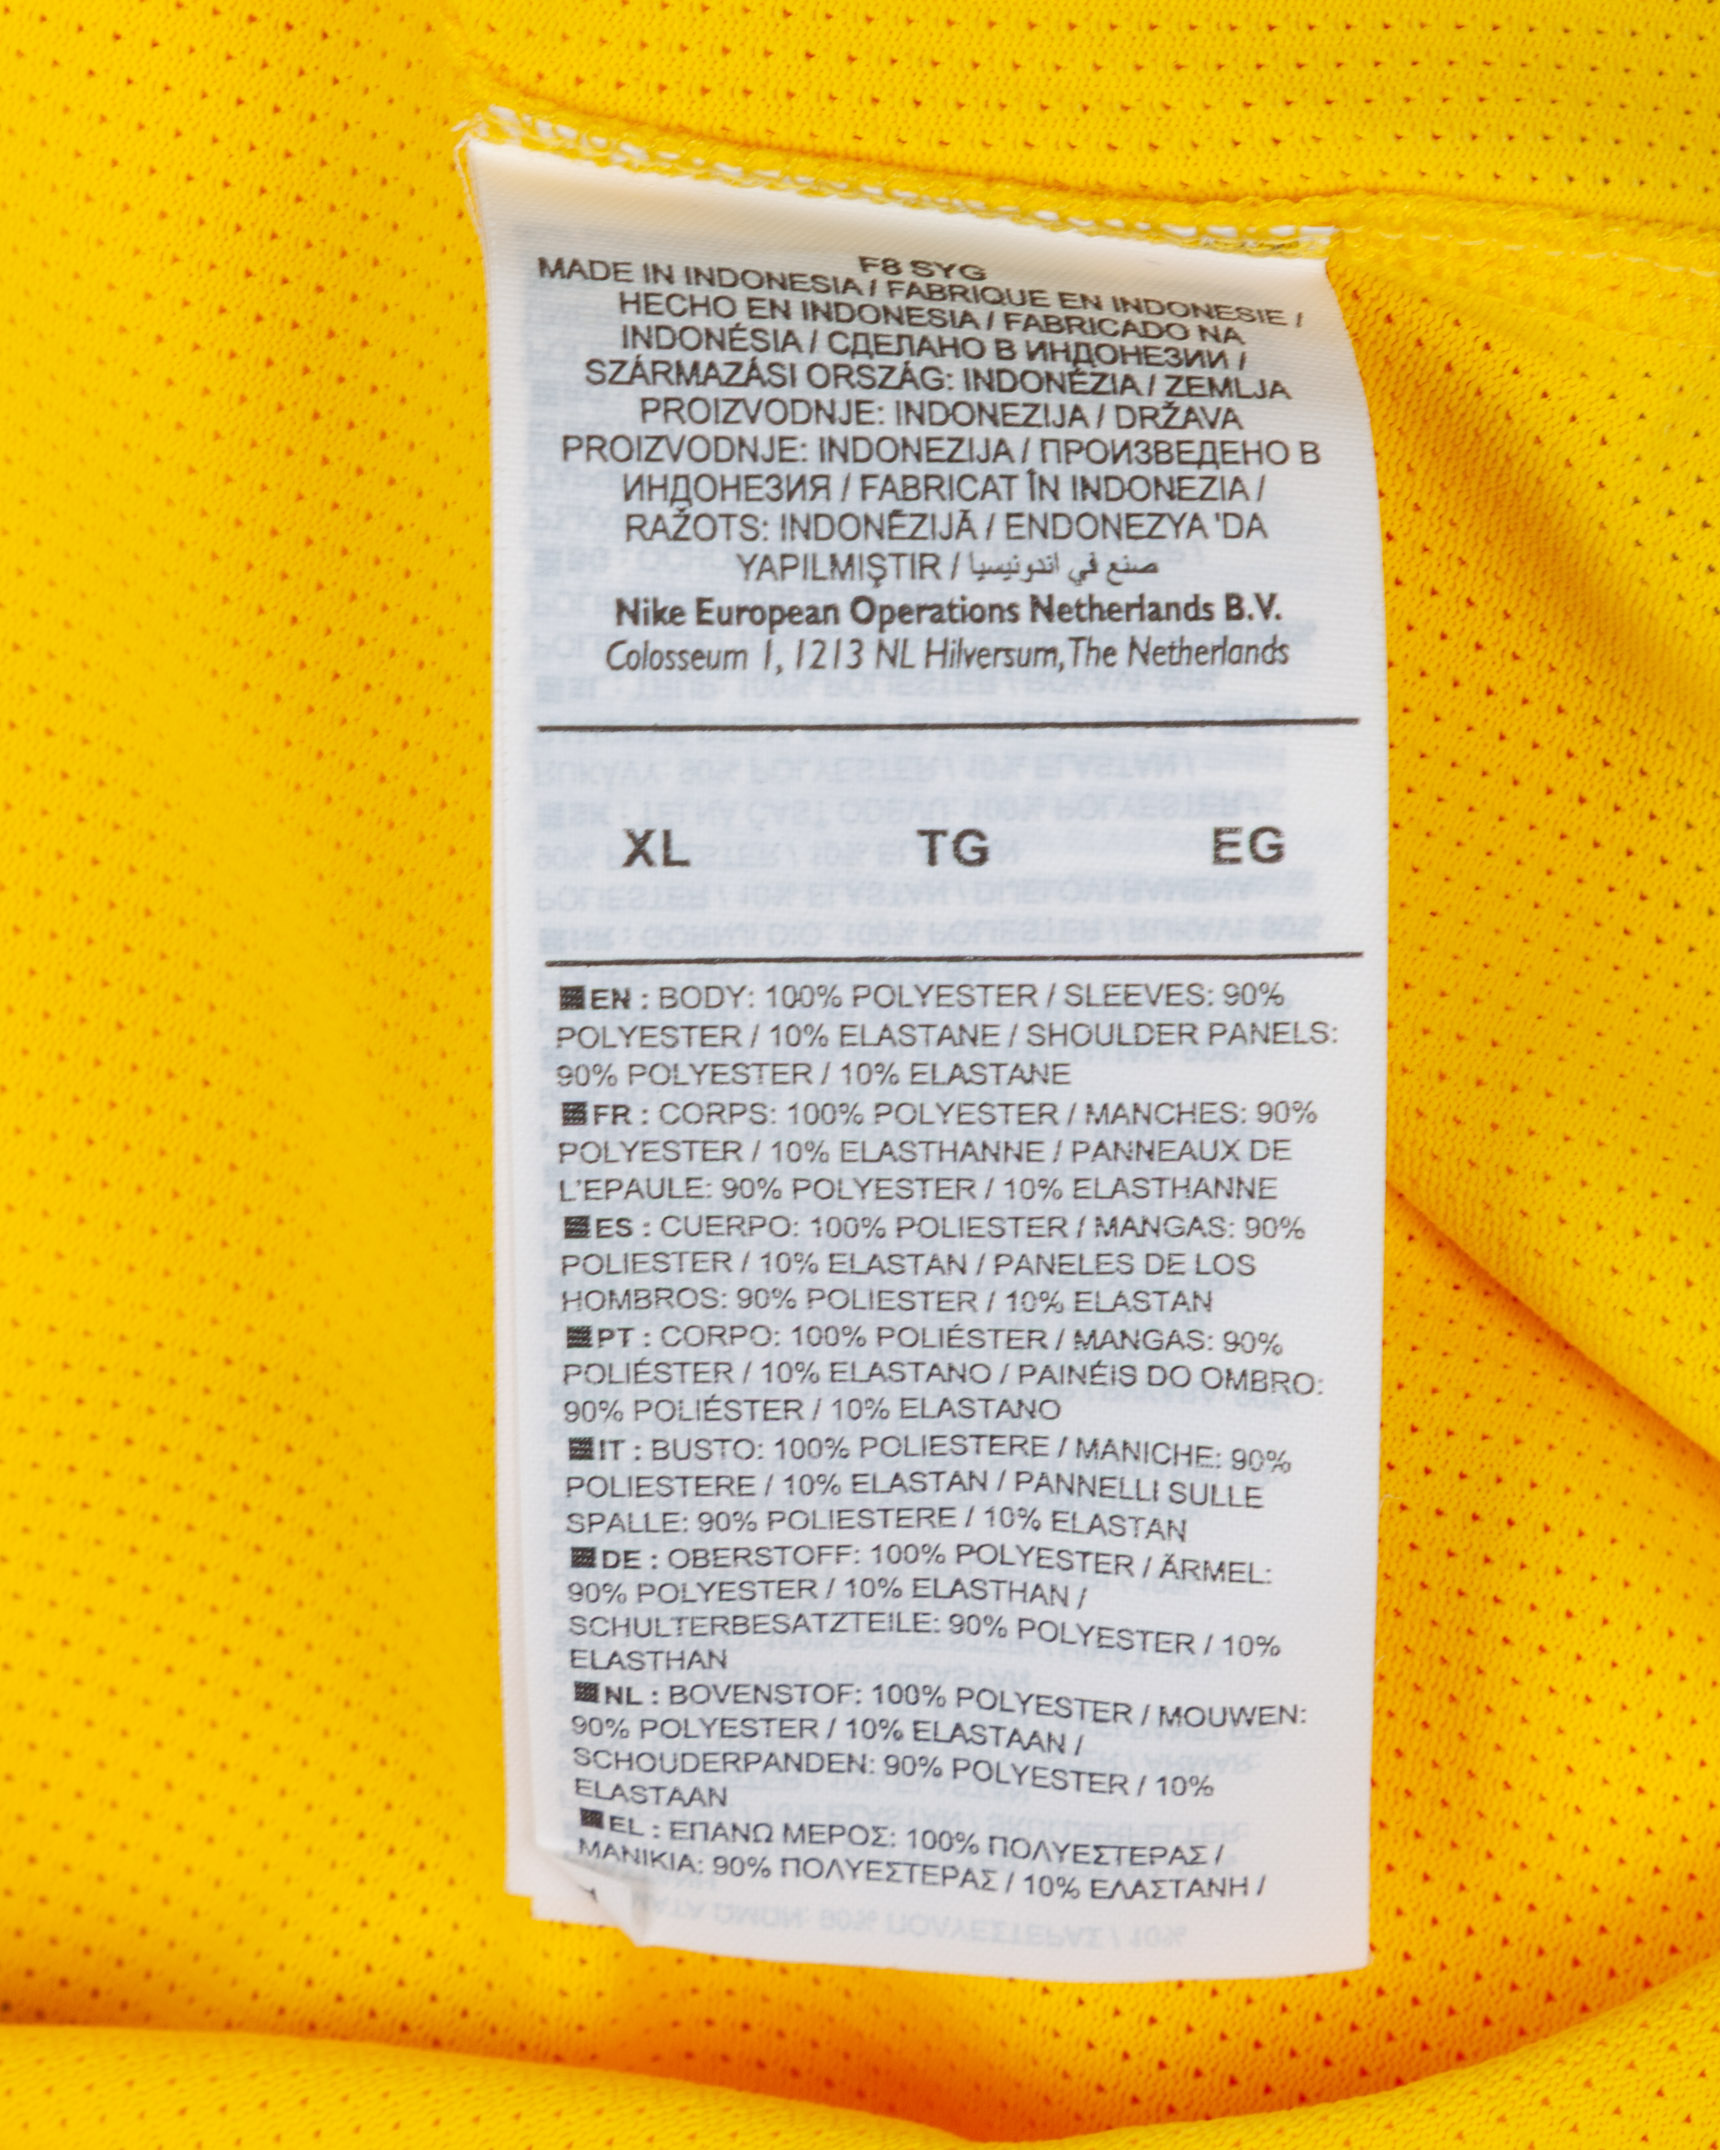 F8 SYG
MADE IN INDONESIA / FABRIQUE EN INDONESIE /
HECHO EN INDONESIA / FABRICADO NA
INDONÉSIA / СДЕЛАНО В ИНДОНЕЗИИ /
SZÁRMAZÁSI ORSZÁG: INDONÉZIA / ZEMLJA
PROIZVODNJE: INDONEZIJA / DRŽAVA
PROIZVODNJE: INDONEZIJA / ПРОИЗВЕДЕНО В
ИНДОНЕЗИЯ / FABRICAT ÎN INDONEZIA /
RAŽOTS: INDONĒZIJĀ / ENDONEZYA 'DA
YAPILMIŞTIR / صنع في اندونيسيا
Nike European Operations Netherlands B.V.
Colosseum 1, 1213 NL Hilversum, The Netherlands
XL TG EG
EN : BODY: 100% POLYESTER / SLEEVES: 90%
POLYESTER / 10% ELASTANE / SHOULDER PANELS:
90% POLYESTER / 10% ELASTANE
FR : CORPS: 100% POLYESTER / MANCHES: 90%
POLYESTER / 10% ELASTHANNE / PANNEAUX DE
L'EPAULE: 90% POLYESTER / 10% ELASTHANNE
ES : CUERPO: 100% POLIESTER / MANGAS: 90%
POLIESTER / 10% ELASTAN / PANELES DE LOS
HOMBROS: 90% POLIESTER / 10% ELASTAN
PT : CORPO: 100% POLIÉSTER / MANGAS: 90%
POLIÉSTER / 10% ELASTANO / PAINÉIS DO OMBRO:
90% POLIÉSTER / 10% ELASTANO
IT : BUSTO: 100% POLIESTERE / MANICHE: 90%
POLIESTERE / 10% ELASTAN / PANNELLI SULLE
SPALLE: 90% POLIESTERE / 10% ELASTAN
DE : OBERSTOFF: 100% POLYESTER / ÄRMEL:
90% POLYESTER / 10% ELASTHAN /
SCHULTERBESATZTEILE: 90% POLYESTER / 10%
ELASTHAN
NL : BOVENSTOF: 100% POLYESTER / MOUWEN:
90% POLYESTER / 10% ELASTAAN /
SCHOUDERPANDEN: 90% POLYESTER / 10%
ELASTAAN
EL : ΕΠΑΝΩ ΜΕΡΟΣ: 100% ΠΟΛΥΕΣΤΕΡΑΣ /
ΜΑΝΙΚΙΑ: 90% ΠΟΛΥΕΣΤΕΡΑΣ / 10% ΕΛΑΣΤΑΝΗ /